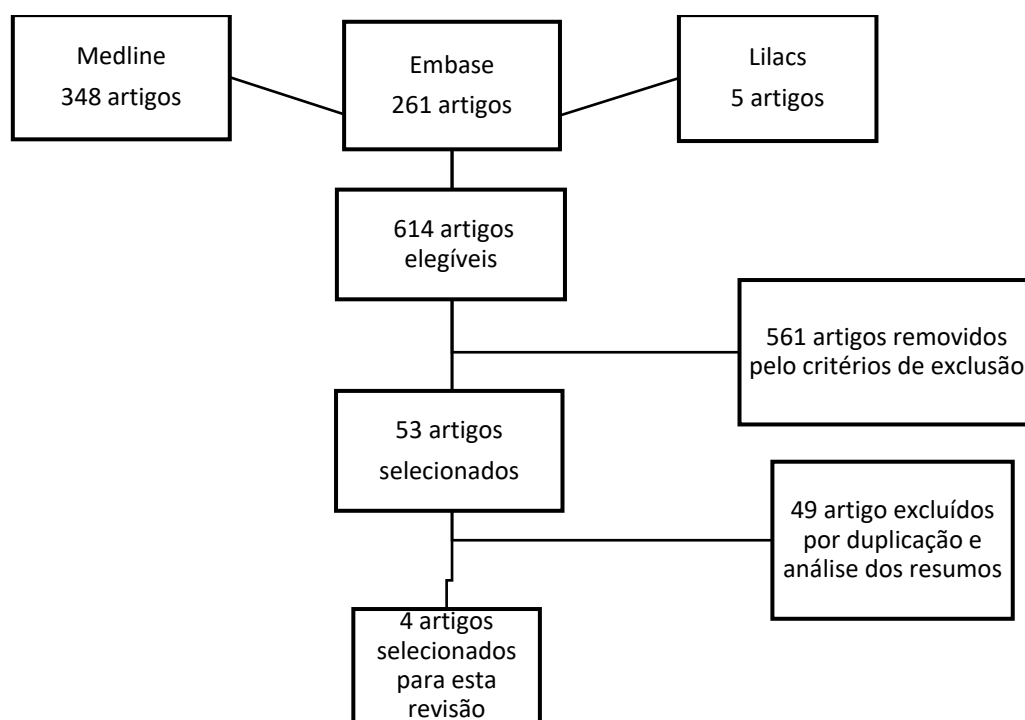 Medline
348 artigos
Embase
261 artigos
Lilacs
5 artigos
614 artigos
elegíveis
561 artigos removidos
pelo critérios de exclusão
53 artigos
selecionados
49 artigo excluídos
por duplicação e
análise dos resumos
4 artigos
selecionados
para esta
revisão